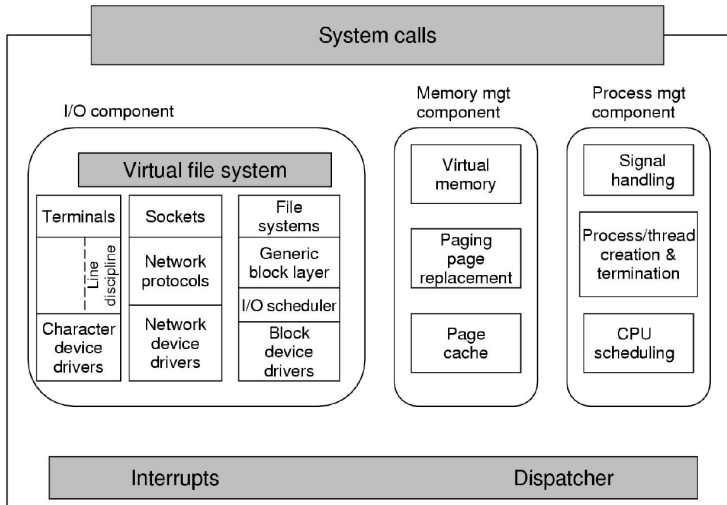 System calls
I/O component
Memory mgt
component
Process mgt
component
Virtual file system
Terminals
Line
discipline
Character
device
drivers
Sockets
Network
protocols
Network
device
drivers
File
systems
Generic
block layer
I/O scheduler
Block
device
drivers
Virtual
memory
Paging
page
replacement
Page
cache
Signal
handling
Process/thread
creation &
termination
CPU
scheduling
Interrupts
Dispatcher